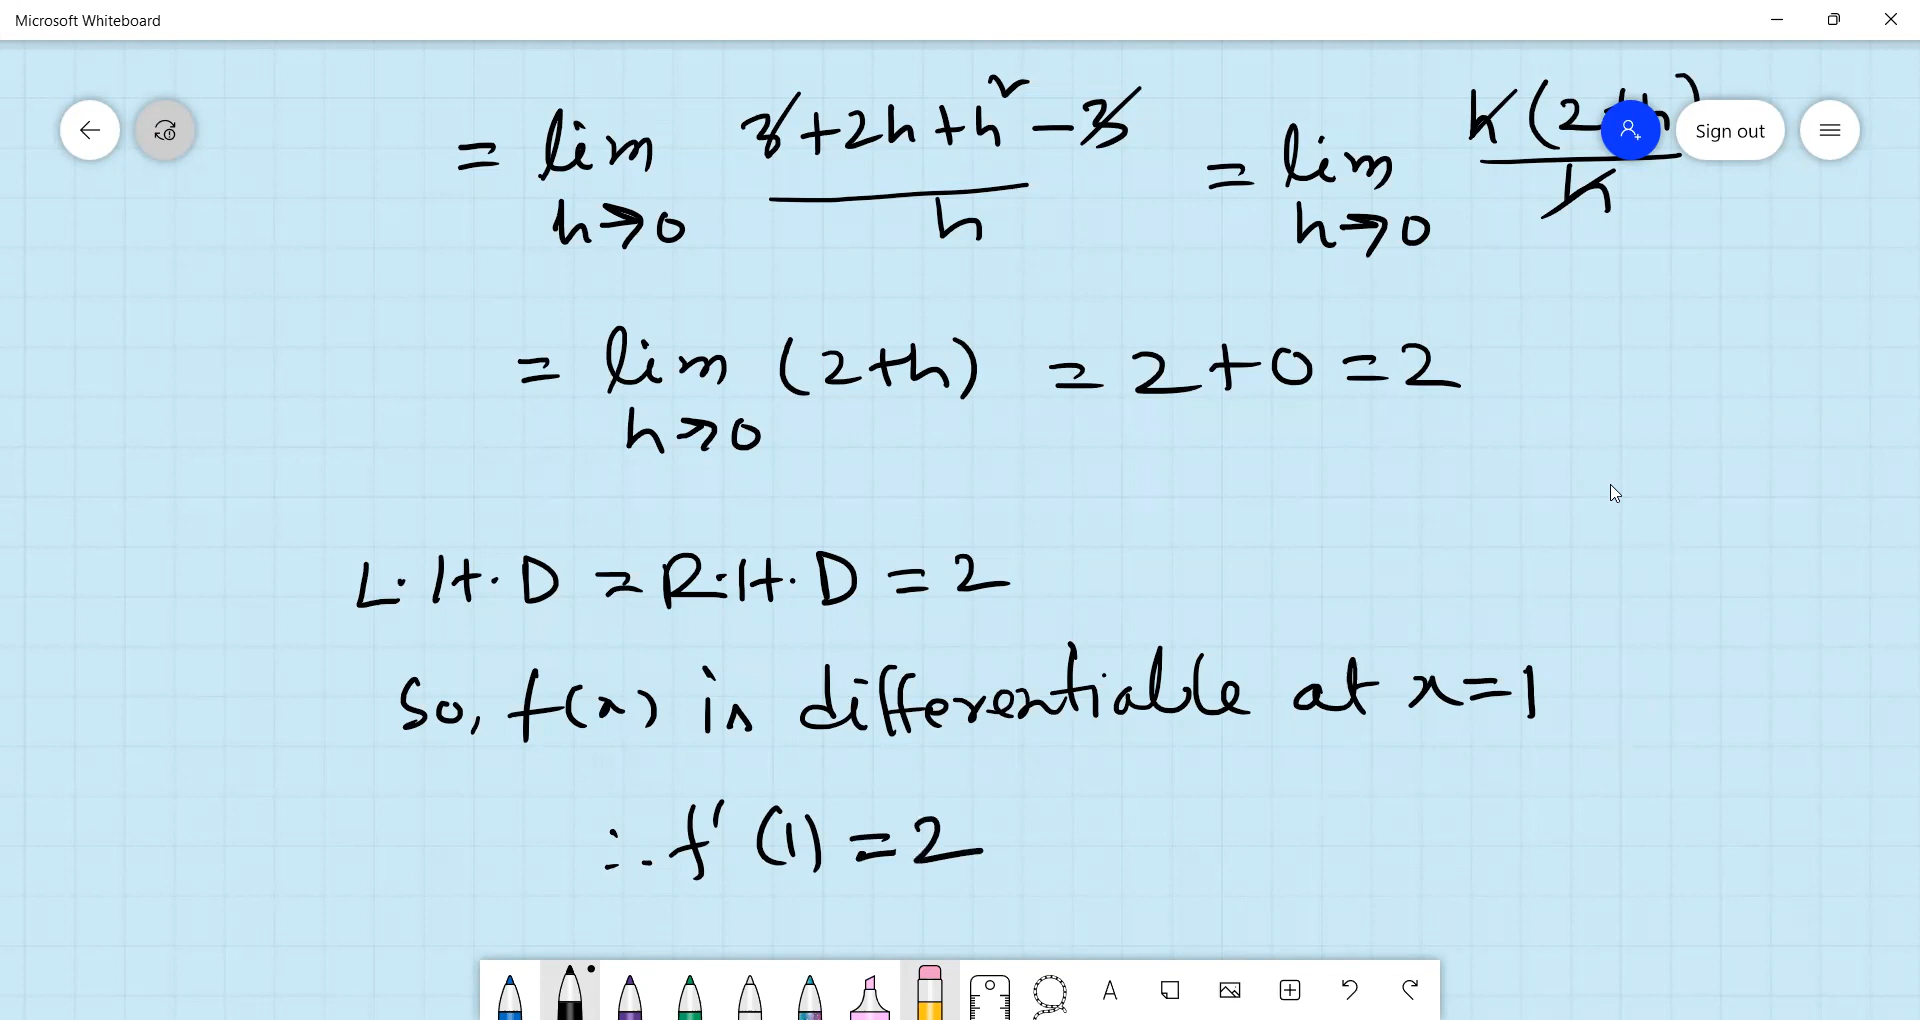 Microsoft Whiteboard
= lim h→0 (3+2h+h²-3)/h = lim h→0 h(2+h)/h
Sign out
= lim h→0 (2+h) = 2+0 = 2
L.H.D = R.H.D = 2
So, f(x) is differentiable at x=1
∴ f'(1) = 2
A